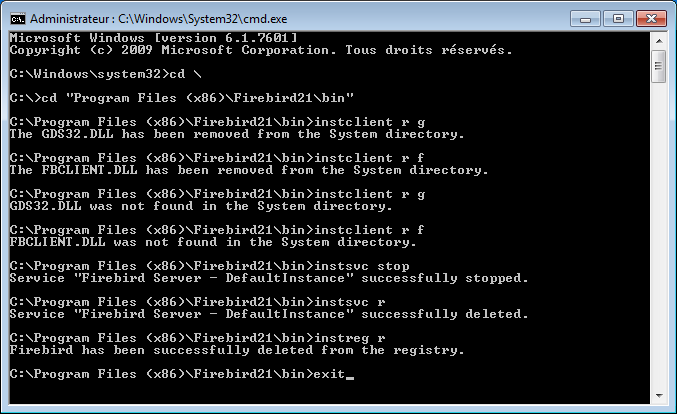 Administrateur : C:\Windows\System32\cmd.exe
Microsoft Windows [version 6.1.7601]
Copyright (c) 2009 Microsoft Corporation. Tous droits réservés.
C:\Windows\system32>cd \
C:\>cd "Program Files (x86)\Firebird21\bin"
C:\Program Files (x86)\Firebird21\bin>instclient r g
The GDS32.DLL has been removed from the System directory.
C:\Program Files (x86)\Firebird21\bin>instclient r f
The FBCLIENT.DLL has been removed from the System directory.
C:\Program Files (x86)\Firebird21\bin>instclient r g
GDS32.DLL was not found in the System directory.
C:\Program Files (x86)\Firebird21\bin>instclient r f
FBCLIENT.DLL was not found in the System directory.
C:\Program Files (x86)\Firebird21\bin>instsvc stop
Service "Firebird Server - DefaultInstance" successfully stopped.
C:\Program Files (x86)\Firebird21\bin>instsvc r
Service "Firebird Server - DefaultInstance" successfully deleted.
C:\Program Files (x86)\Firebird21\bin>instreg r
Firebird has been successfully deleted from the registry.
C:\Program Files (x86)\Firebird21\bin>exit_